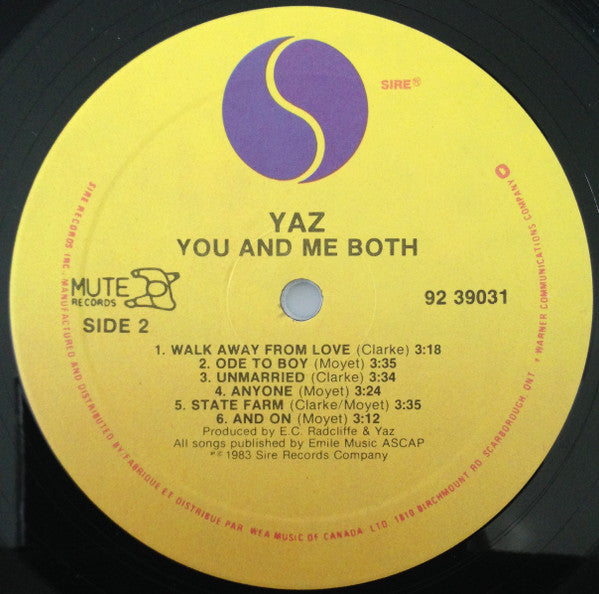 SIRE®
YAZ
YOU AND ME BOTH
MUTE
RECORDS
SIDE 2
92 39031
1. WALK AWAY FROM LOVE (Clarke) 3:18
2. ODE TO BOY (Moyet) 3:35
3. UNMARRIED (Clarke) 3:34
4. ANYONE (Moyet) 3:24
5. STATE FARM (Clarke/Moyet) 3:35
6. AND ON (Moyet) 3:12
Produced by E.C. Radcliffe & Yaz
All songs published by Emile Music ASCAP
℗© 1983 Sire Records Company
SIRE RECORDS INC. MANUFACTURED AND DISTRIBUTED BY/FABRIQUE ET DISTRIBUE PAR WEA MUSIC OF CANADA, LTD. 1810 BIRCHMOUNT RD. SCARBOROUGH, ONT. * WARNER COMMUNICATIONS COMPANY